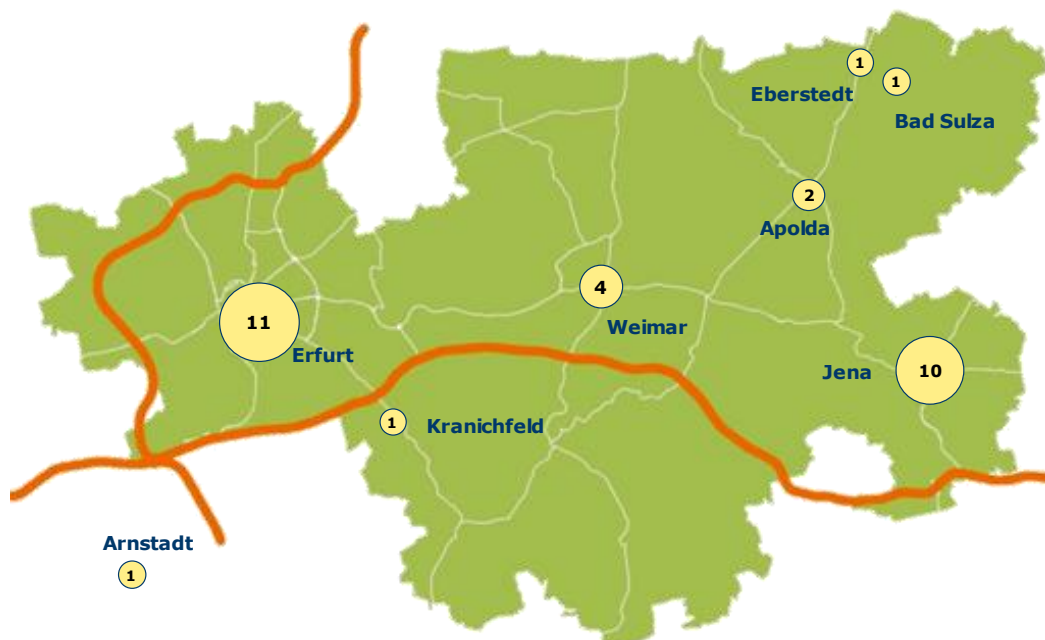 1
Eberstedt
1
Bad Sulza
2
Apolda
4
Weimar
11
Erfurt
Jena
10
1
Kranichfeld
Arnstadt
1